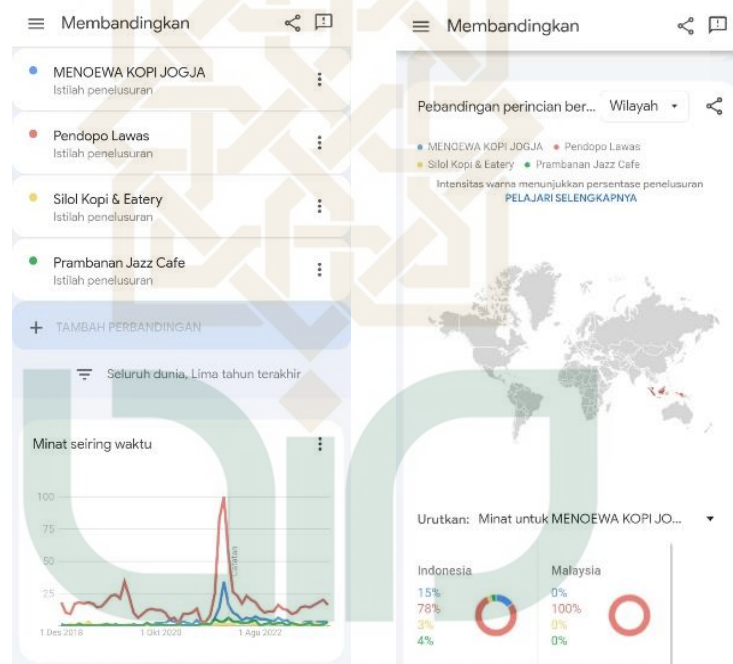 Membandingkan
MENOEWA KOPI JOGJA
Istilah penelusuran
Pendopo Lawas
Istilah penelusuran
Silol Kopi & Eatery
Istilah penelusuran
Prambanan Jazz Cafe
Istilah penelusuran
+ TAMBAH PERBANDINGAN
Seluruh dunia, Lima tahun terakhir
Minat seiring waktu
100
75
50
25
Catatan
1 Des 2018
1 Okt 2020
1 Agu 2022
Membandingkan
Pebandingan perincian ber... Wilayah
MENOEWA KOPI JOGJA Pendopo Lawas
Silol Kopi & Eatery Prambanan Jazz Cafe
Intensitas warna menunjukkan persentase penelusuran
PELAJARI SELENGKAPNYA
Urutkan: Minat untuk MENOEWA KOPI JO...
Indonesia
15%
78%
3%
4%
Malaysia
0%
100%
0%
0%